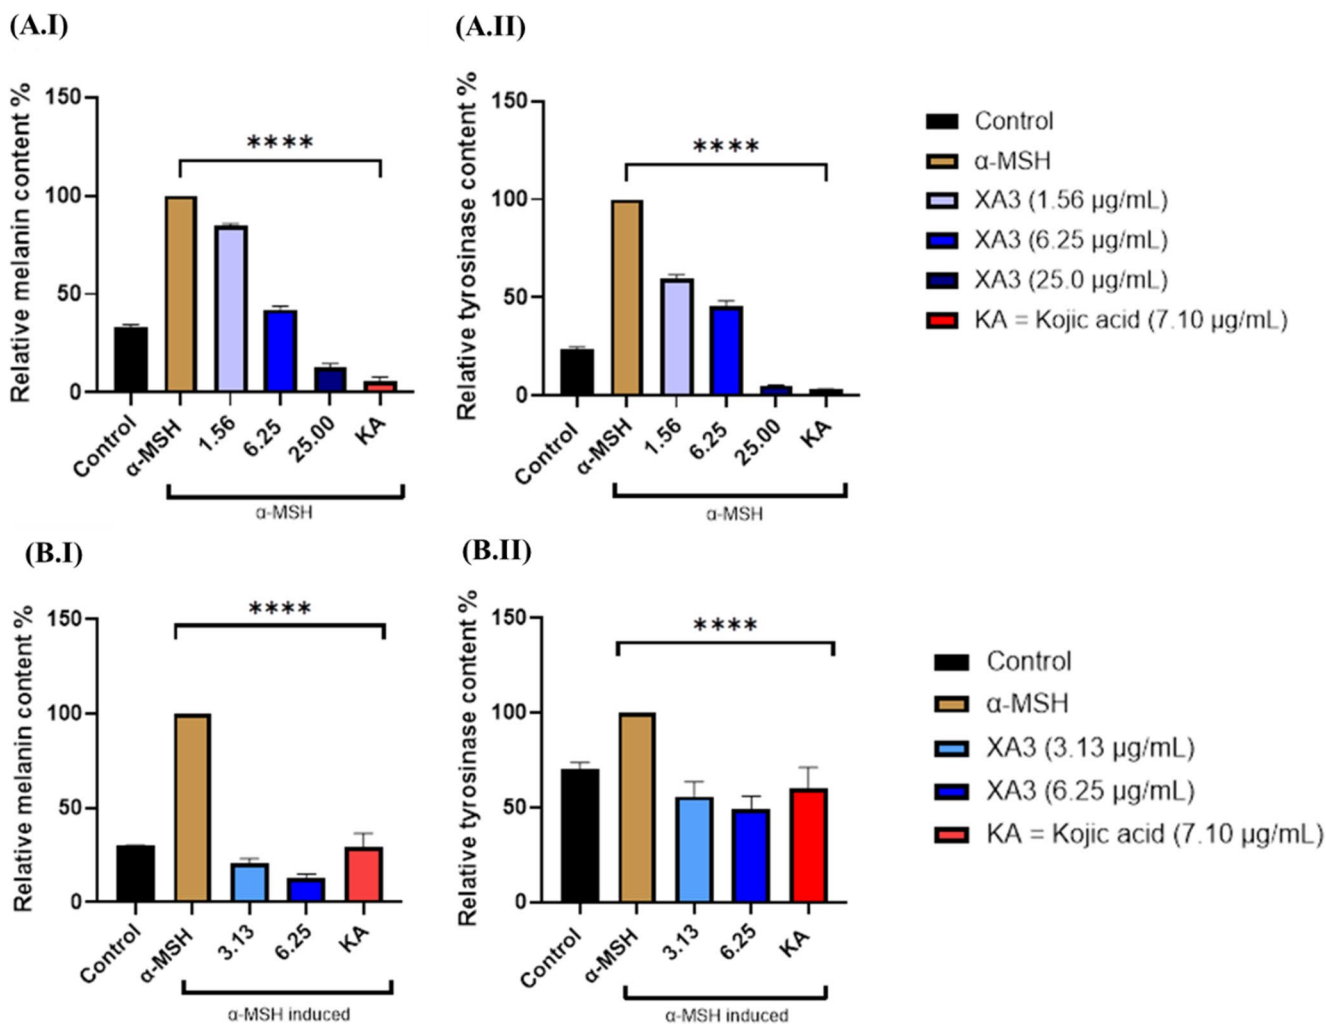 (A.I)
Relative melanin content %
150
100
50
0
****
Control
α-MSH
1.56
6.25
25.00
KA
α-MSH
(A.II)
Relative tyrosinase content %
150
100
50
0
****
Control
α-MSH
1.56
6.25
25.00
KA
α-MSH
Control
α-MSH
XA3 (1.56 µg/mL)
XA3 (6.25 µg/mL)
XA3 (25.0 µg/mL)
KA = Kojic acid (7.10 µg/mL)
(B.I)
Relative melanin content %
150
100
50
0
****
Control
α-MSH
3.13
6.25
KA
α-MSH induced
(B.II)
Relative tyrosinase content %
150
100
50
0
****
Control
α-MSH
3.13
6.25
KA
α-MSH induced
Control
α-MSH
XA3 (3.13 µg/mL)
XA3 (6.25 µg/mL)
KA = Kojic acid (7.10 µg/mL)